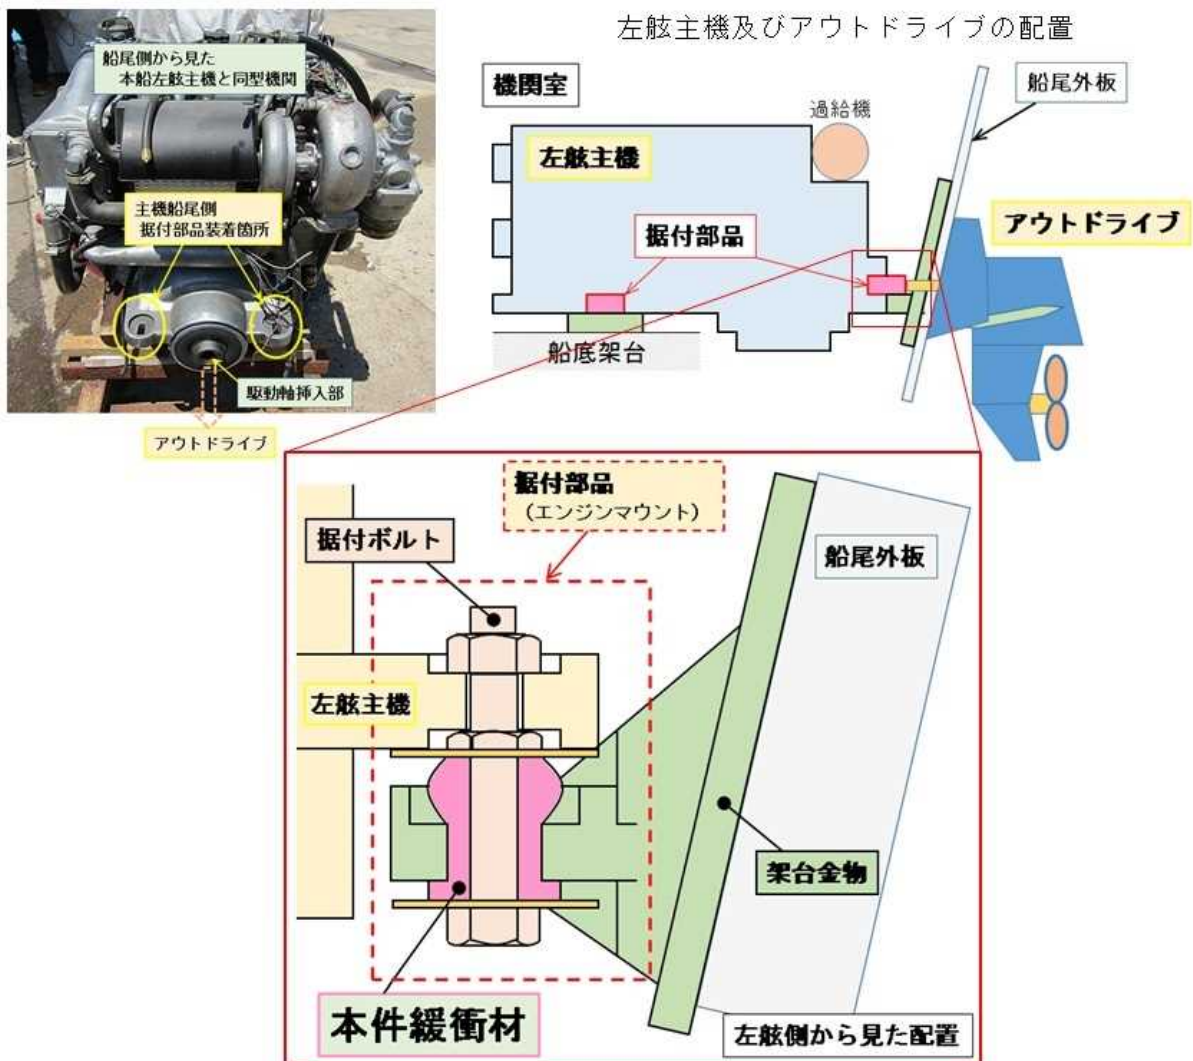 左舷主機及びアウトドライブの配置
船尾側から見た
本船左舷主機と同型機関
主機船尾側
据付部品装着箇所
駆動軸挿入部
アウトドライブ
機関室
過給機
船尾外板
左舷主機
据付部品
アウトドライブ
船底架台
据付部品
(エンジンマウント)
据付ボルト
船尾外板
左舷主機
架台金物
本件緩衝材
左舷側から見た配置